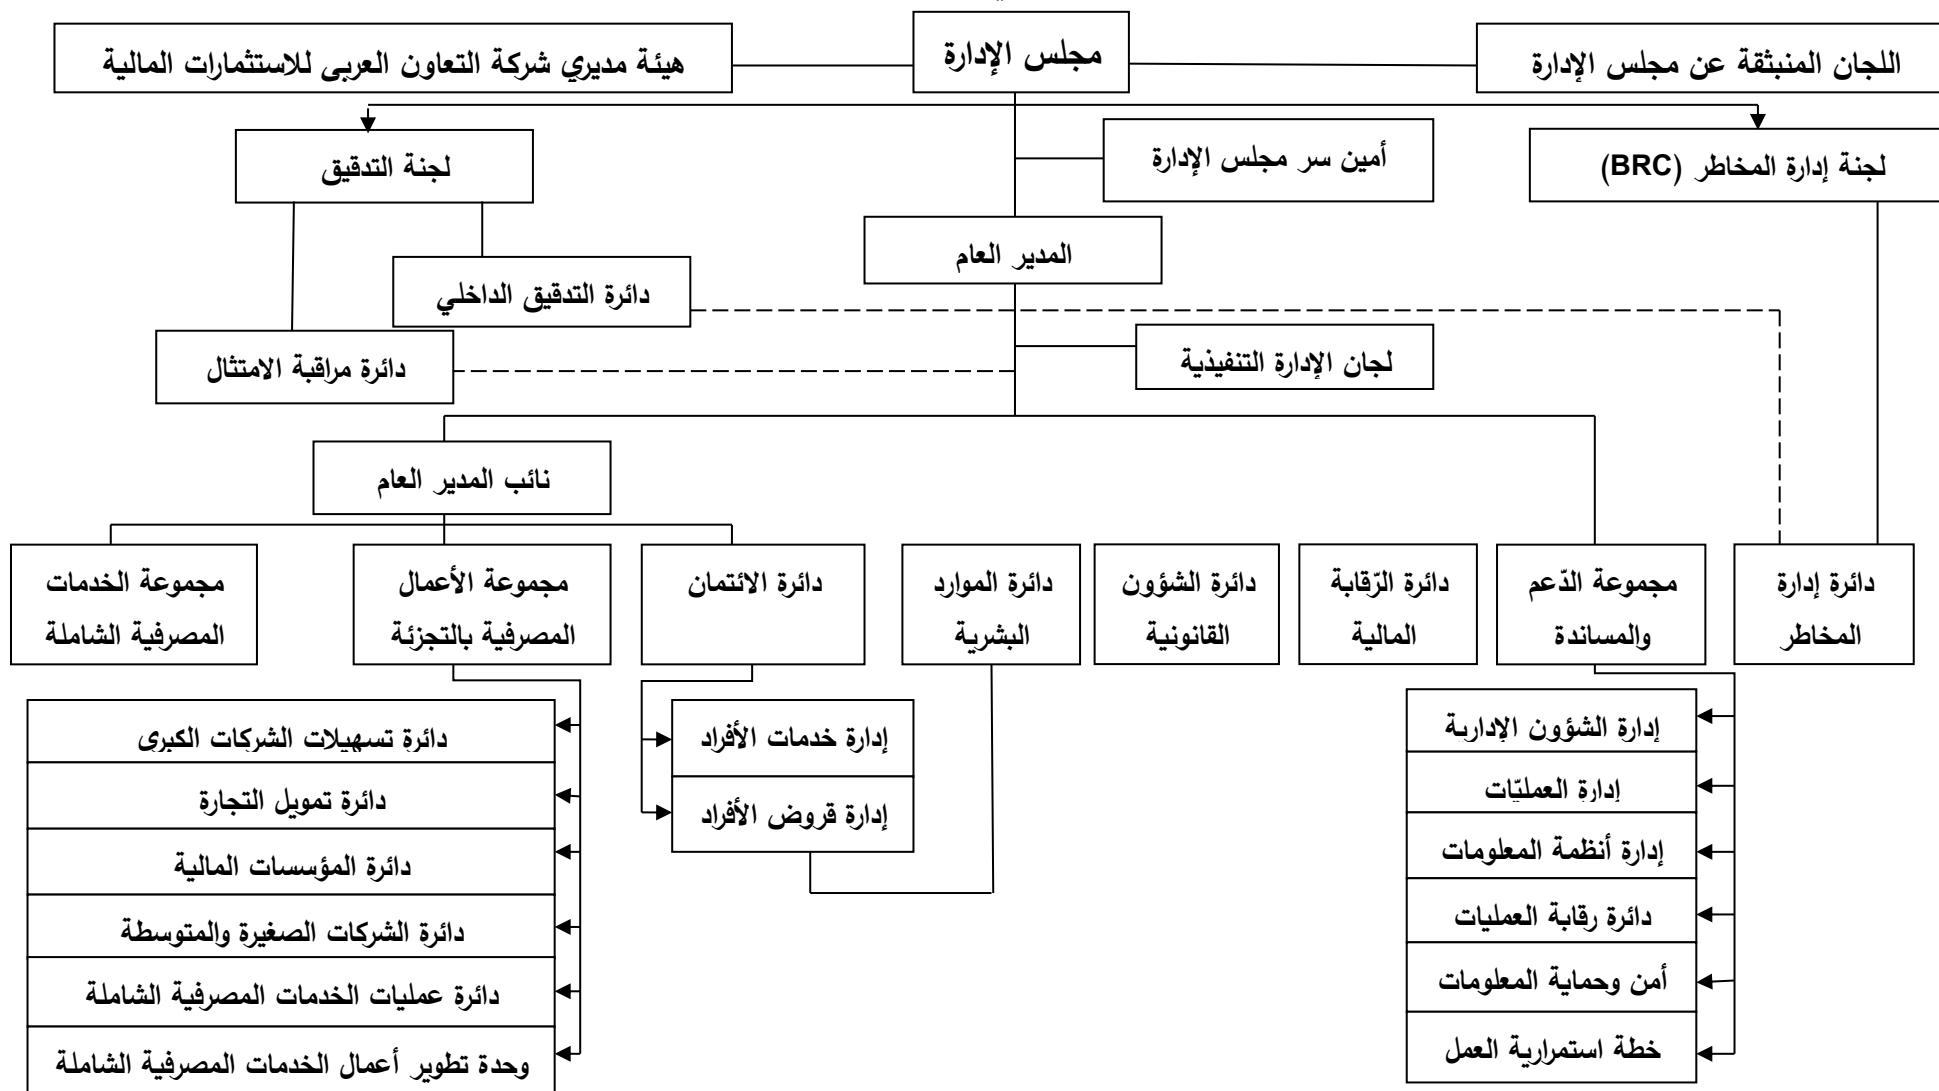 اللجان المنبثقة عن مجلس الإدارة
مجلس الإدارة
هيئة مديري شركة التعاون العربي للاستثمارات المالية
لجنة إدارة المخاطر (BRC)
أمين سر مجلس الإدارة
لجنة التدقيق
المدير العام
دائرة التدقيق الداخلي
لجان الإدارة التنفيذية
دائرة مراقبة الامتثال
نائب المدير العام
دائرة إدارة
المخاطر
مجموعة الدّعم
والمساندة
دائرة الرّقابة
المالية
دائرة الشؤون
القانونية
دائرة الموارد
البشرية
دائرة الائتمان
مجموعة الأعمال
المصرفية بالتجزئة
مجموعة الخدمات
المصرفية الشاملة
إدارة الشؤون الإدارية
إدارة العمليّات
إدارة أنظمة المعلومات
دائرة رقابة العمليات
أمن وحماية المعلومات
خطة استمرارية العمل
إدارة خدمات الأفراد
إدارة قروض الأفراد
دائرة تسهيلات الشركات الكبرى
دائرة تمويل التجارة
دائرة المؤسسات المالية
دائرة الشركات الصغيرة والمتوسطة
دائرة عمليات الخدمات المصرفية الشاملة
وحدة تطوير أعمال الخدمات المصرفية الشاملة